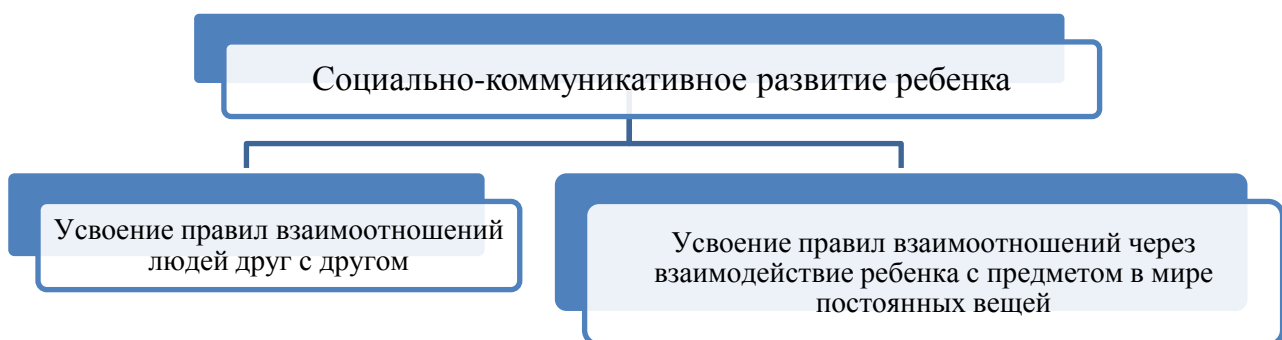 Социально-коммуникативное развитие ребенка
Усвоение правил взаимоотношений
людей друг с другом
Усвоение правил взаимоотношений через
взаимодействие ребенка с предметом в мире
постоянных вещей